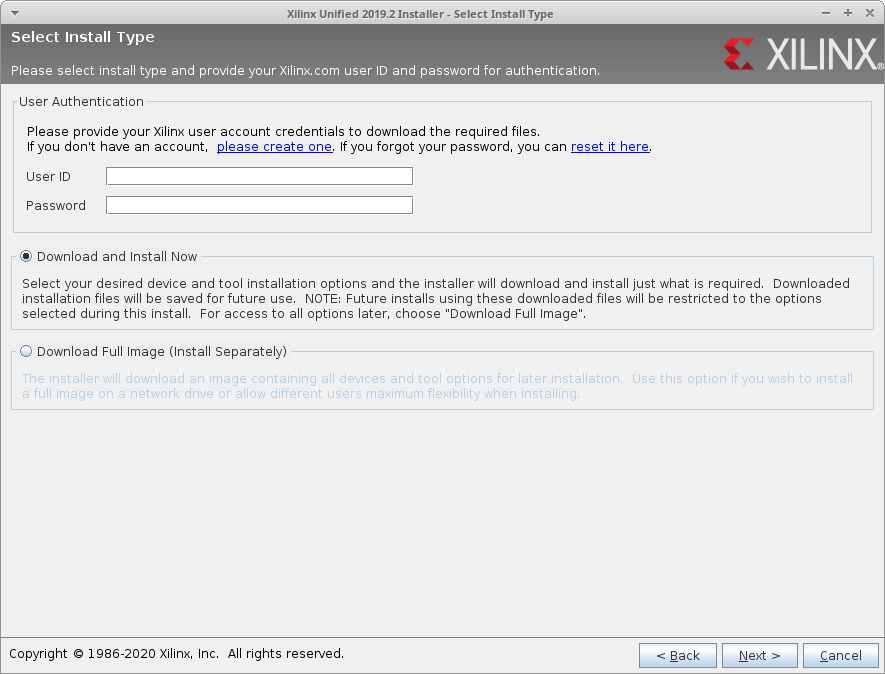 Xilinx Unified 2019.2 Installer - Select Install Type
Select Install Type
Please select install type and provide your Xilinx.com user ID and password for authentication.
XILINX®
User Authentication
Please provide your Xilinx user account credentials to download the required files.
If you don't have an account, please create one. If you forgot your password, you can reset it here.
User ID
Password
Download and Install Now
Select your desired device and tool installation options and the installer will download and install just what is required. Downloaded
installation files will be saved for future use. NOTE: Future installs using these downloaded files will be restricted to the options
selected during this install. For access to all options later, choose "Download Full Image".
Download Full Image (Install Separately)
The installer will download an image containing all devices and tool options for later installation. Use this option if you wish to install
a full image on a network drive or allow different users maximum flexibility when installing.
Copyright © 1986-2020 Xilinx, Inc. All rights reserved.
< Back
Next >
Cancel